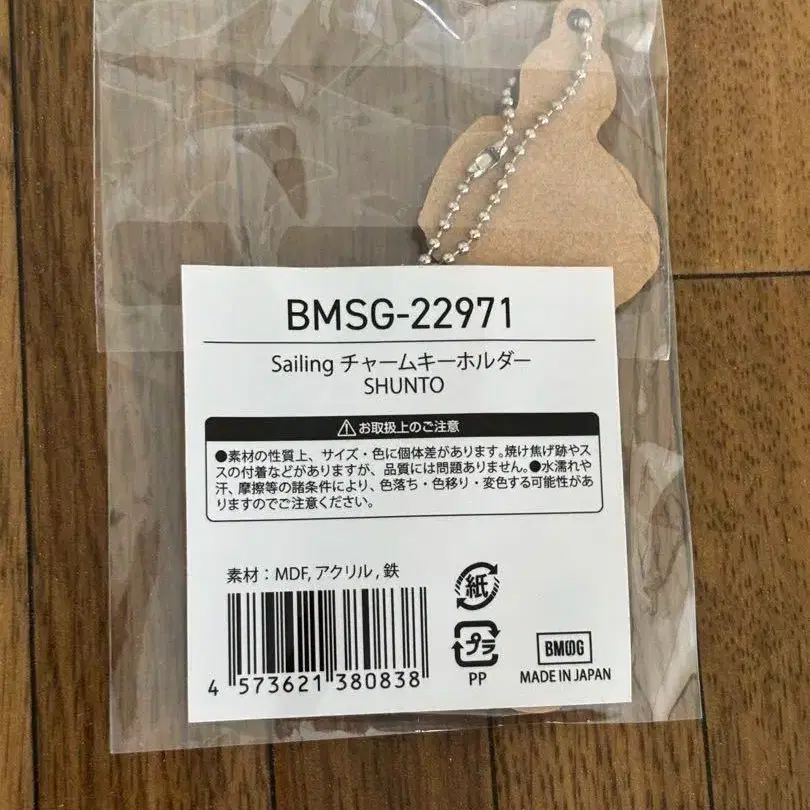 BMSG-22971
Sailing チャームキーホルダー
SHUNTO
お取扱上のご注意
●素材の性質上、サイズ・色に個体差があります。焼け焦げ跡やス
スの付着などがありますが、品質には問題ありません。●水濡れや
汗、摩擦等の諸条件により、色落ち・色移り・変色する可能性があ
りますのでご注意ください。
素材：MDF, アクリル , 鉄
紙
プラ
PP
BMSG
MADE IN JAPAN
4 573621 380838